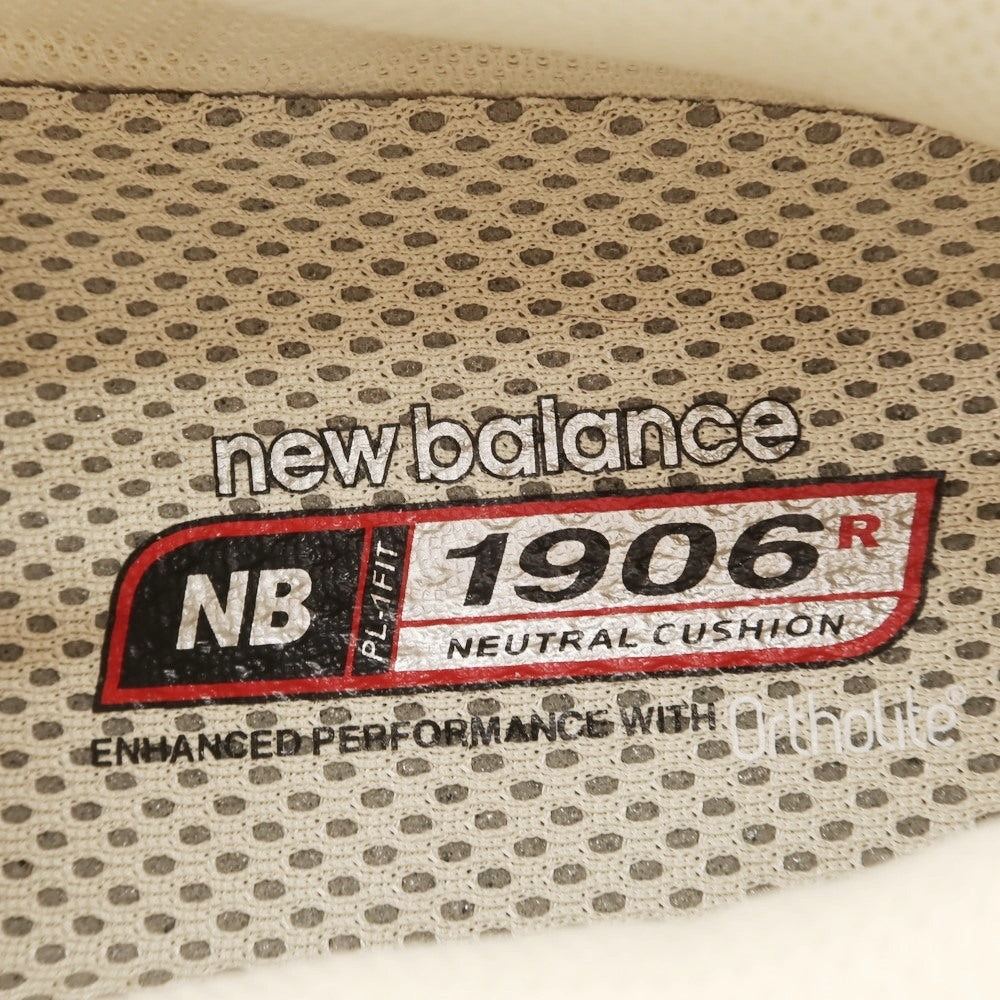 new balance
NB PL-1FIT 1906R
NEUTRAL CUSHION
ENHANCED PERFORMANCE WITH Ortholite®